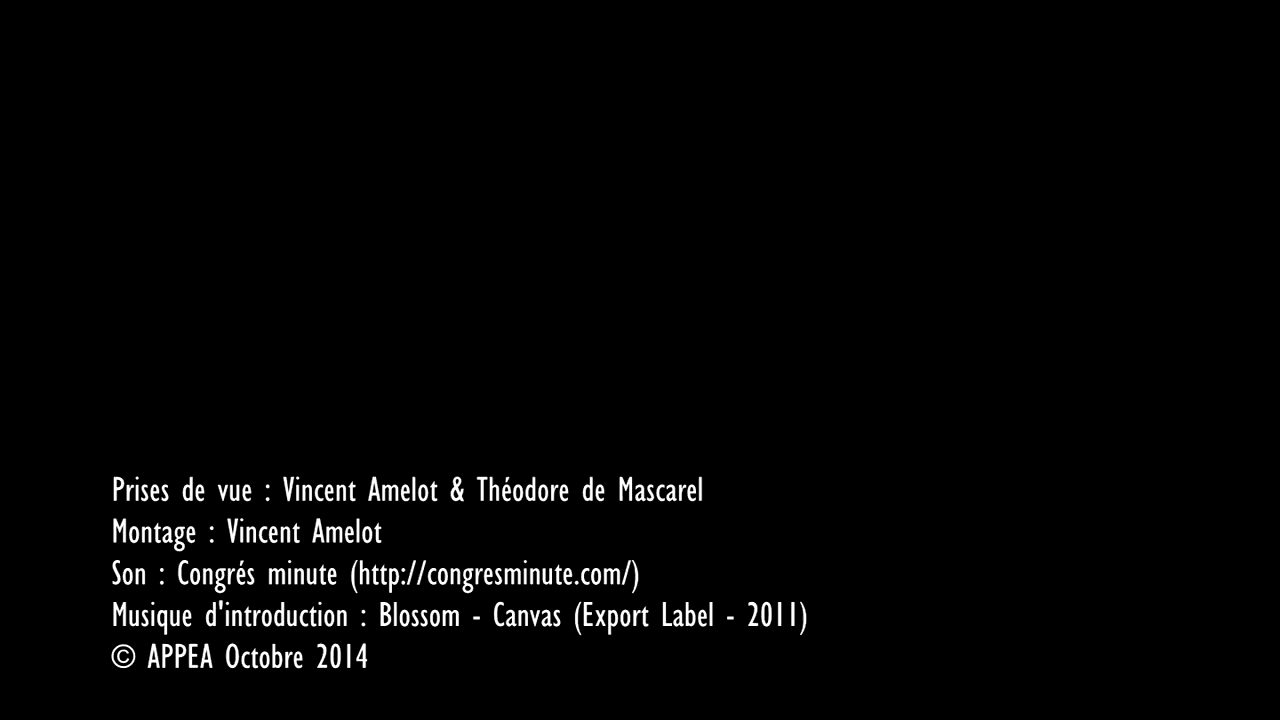 Prises de vue : Vincent Amelot & Théodore de Mascarel
Montage : Vincent Amelot
Son : Congrés minute (http://congresminute.com/)
Musique d'introduction : Blossom - Canvas (Export Label - 2011)
© APPEA Octobre 2014